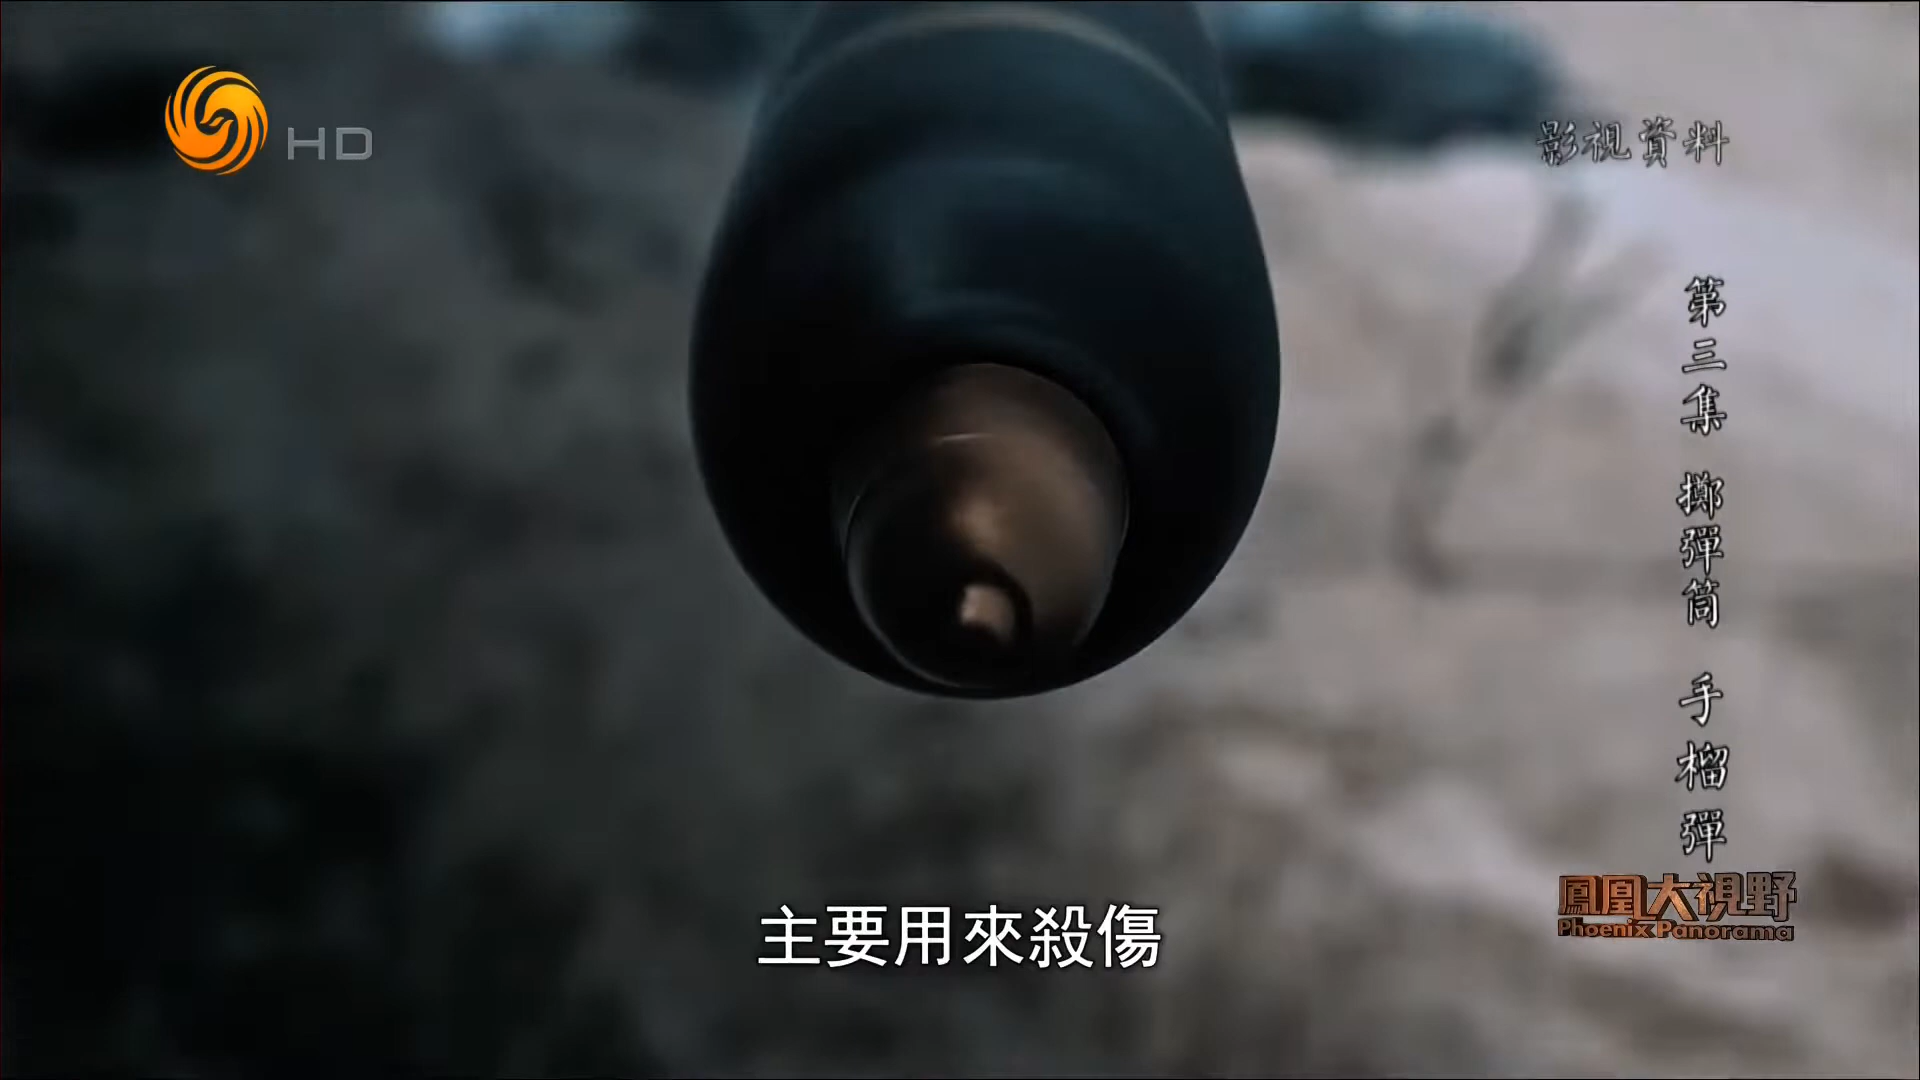 HD
影視資料
第三集 擲彈筒 手榴彈
鳳凰大視野
Phoenix Panorama
主要用來殺傷